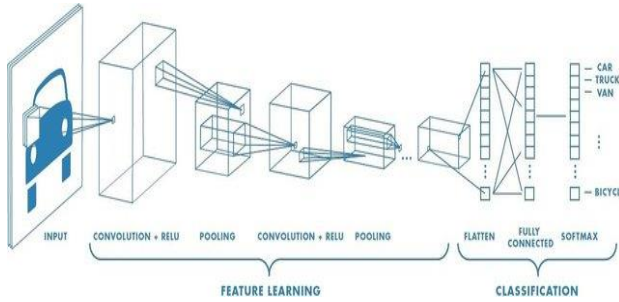 CAR
TRUCK
VAN
BICYCL
INPUT CONVOLUTION + RELU POOLING CONVOLUTION + RELU POOLING FLATTEN FULLY CONNECTED SOFTMAX
FEATURE LEARNING CLASSIFICATION